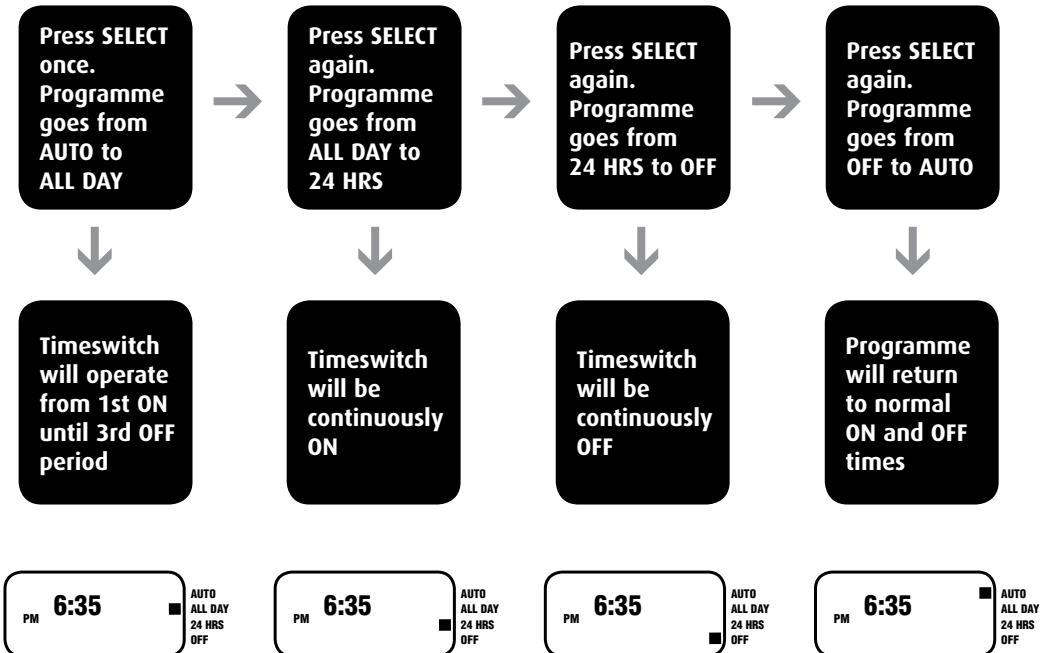 Press SELECT
once.
Programme
goes from
AUTO to
ALL DAY
Press SELECT
again.
Programme
goes from
ALL DAY to
24 HRS
Press SELECT
again.
Programme
goes from
24 HRS to OFF
Press SELECT
again.
Programme
goes from
OFF to AUTO
Timeswitch
will operate
from 1st ON
until 3rd OFF
period
Timeswitch
will be
continuously
ON
Timeswitch
will be
continuously
OFF
Programme
will return
to normal
ON and OFF
times
PM 6:35
AUTO
ALL DAY
24 HRS
OFF
PM 6:35
AUTO
ALL DAY
24 HRS
OFF
PM 6:35
AUTO
ALL DAY
24 HRS
OFF
PM 6:35
AUTO
ALL DAY
24 HRS
OFF